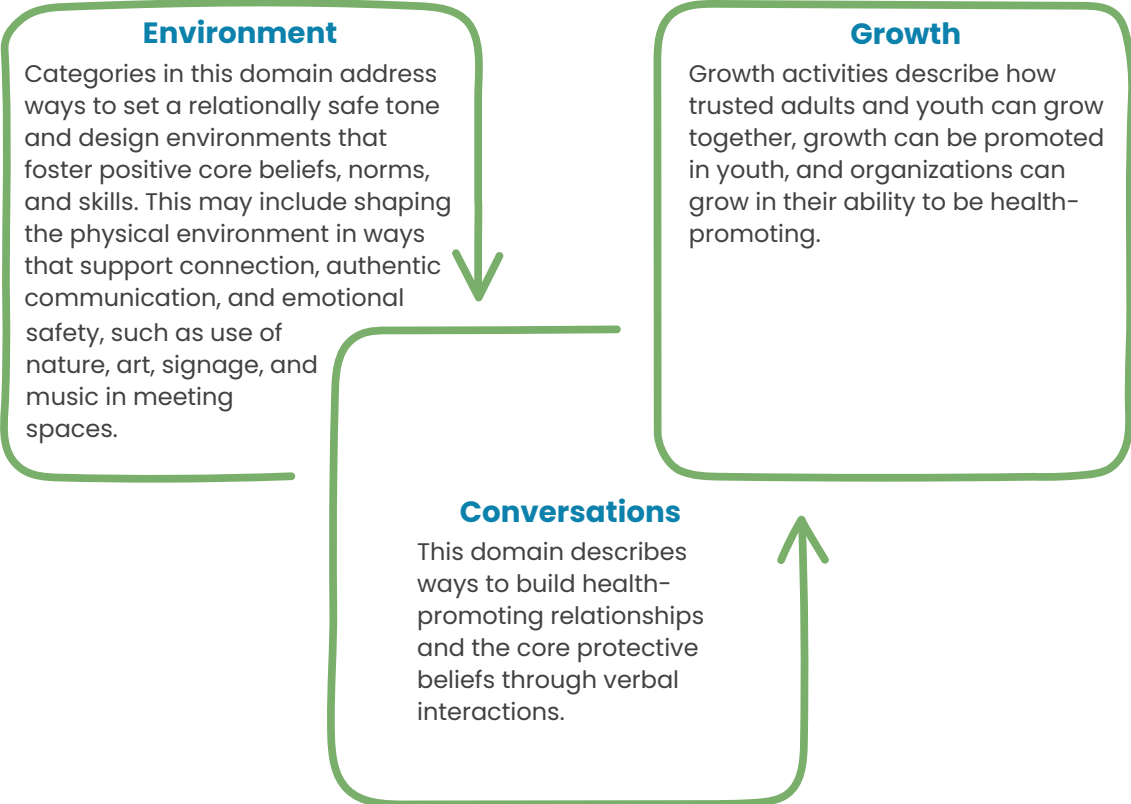 Environment
Categories in this domain address
ways to set a relationally safe tone
and design environments that
foster positive core beliefs, norms,
and skills. This may include shaping
the physical environment in ways
that support connection, authentic
communication, and emotional
safety, such as use of
nature, art, signage, and
music in meeting
spaces.
Conversations
This domain describes
ways to build health-
promoting relationships
and the core protective
beliefs through verbal
interactions.
Growth
Growth activities describe how
trusted adults and youth can grow
together, growth can be promoted
in youth, and organizations can
grow in their ability to be health-
promoting.